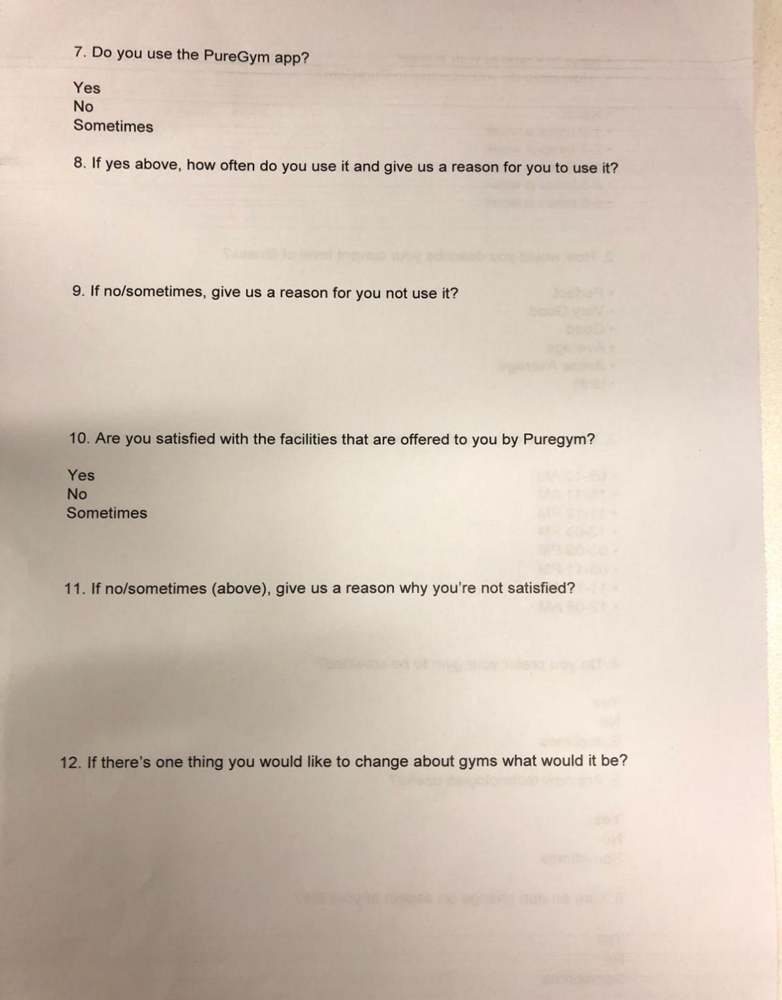 7. Do you use the PureGym app?
Yes
No
Sometimes
8. If yes above, how often do you use it and give us a reason for you to use it?
9. If no/sometimes, give us a reason for you not use it?
10. Are you satisfied with the facilities that are offered to you by Puregym?
Yes
No
Sometimes
11. If no/sometimes (above), give us a reason why you're not satisfied?
12. If there's one thing you would like to change about gyms what would it be?